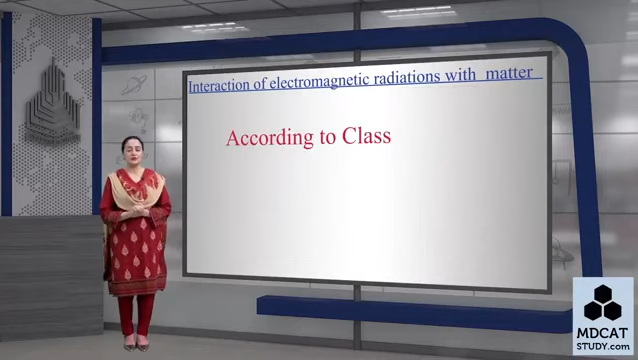 Interaction of electromagnetic radiations with matter
According to Class
MDCAT
STUDY.com